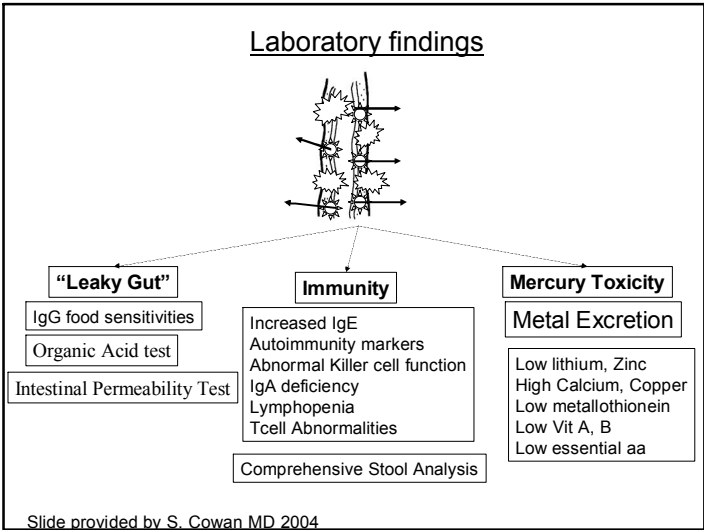 Laboratory findings
“Leaky Gut”
IgG food sensitivities
Organic Acid test
Intestinal Permeability Test
Immunity
Increased IgE
Autoimmunity markers
Abnormal Killer cell function
IgA deficiency
Lymphopenia
Tcell Abnormalities
Comprehensive Stool Analysis
Mercury Toxicity
Metal Excretion
Low lithium, Zinc
High Calcium, Copper
Low metallothionein
Low Vit A, B
Low essential aa
Slide provided by S. Cowan MD 2004